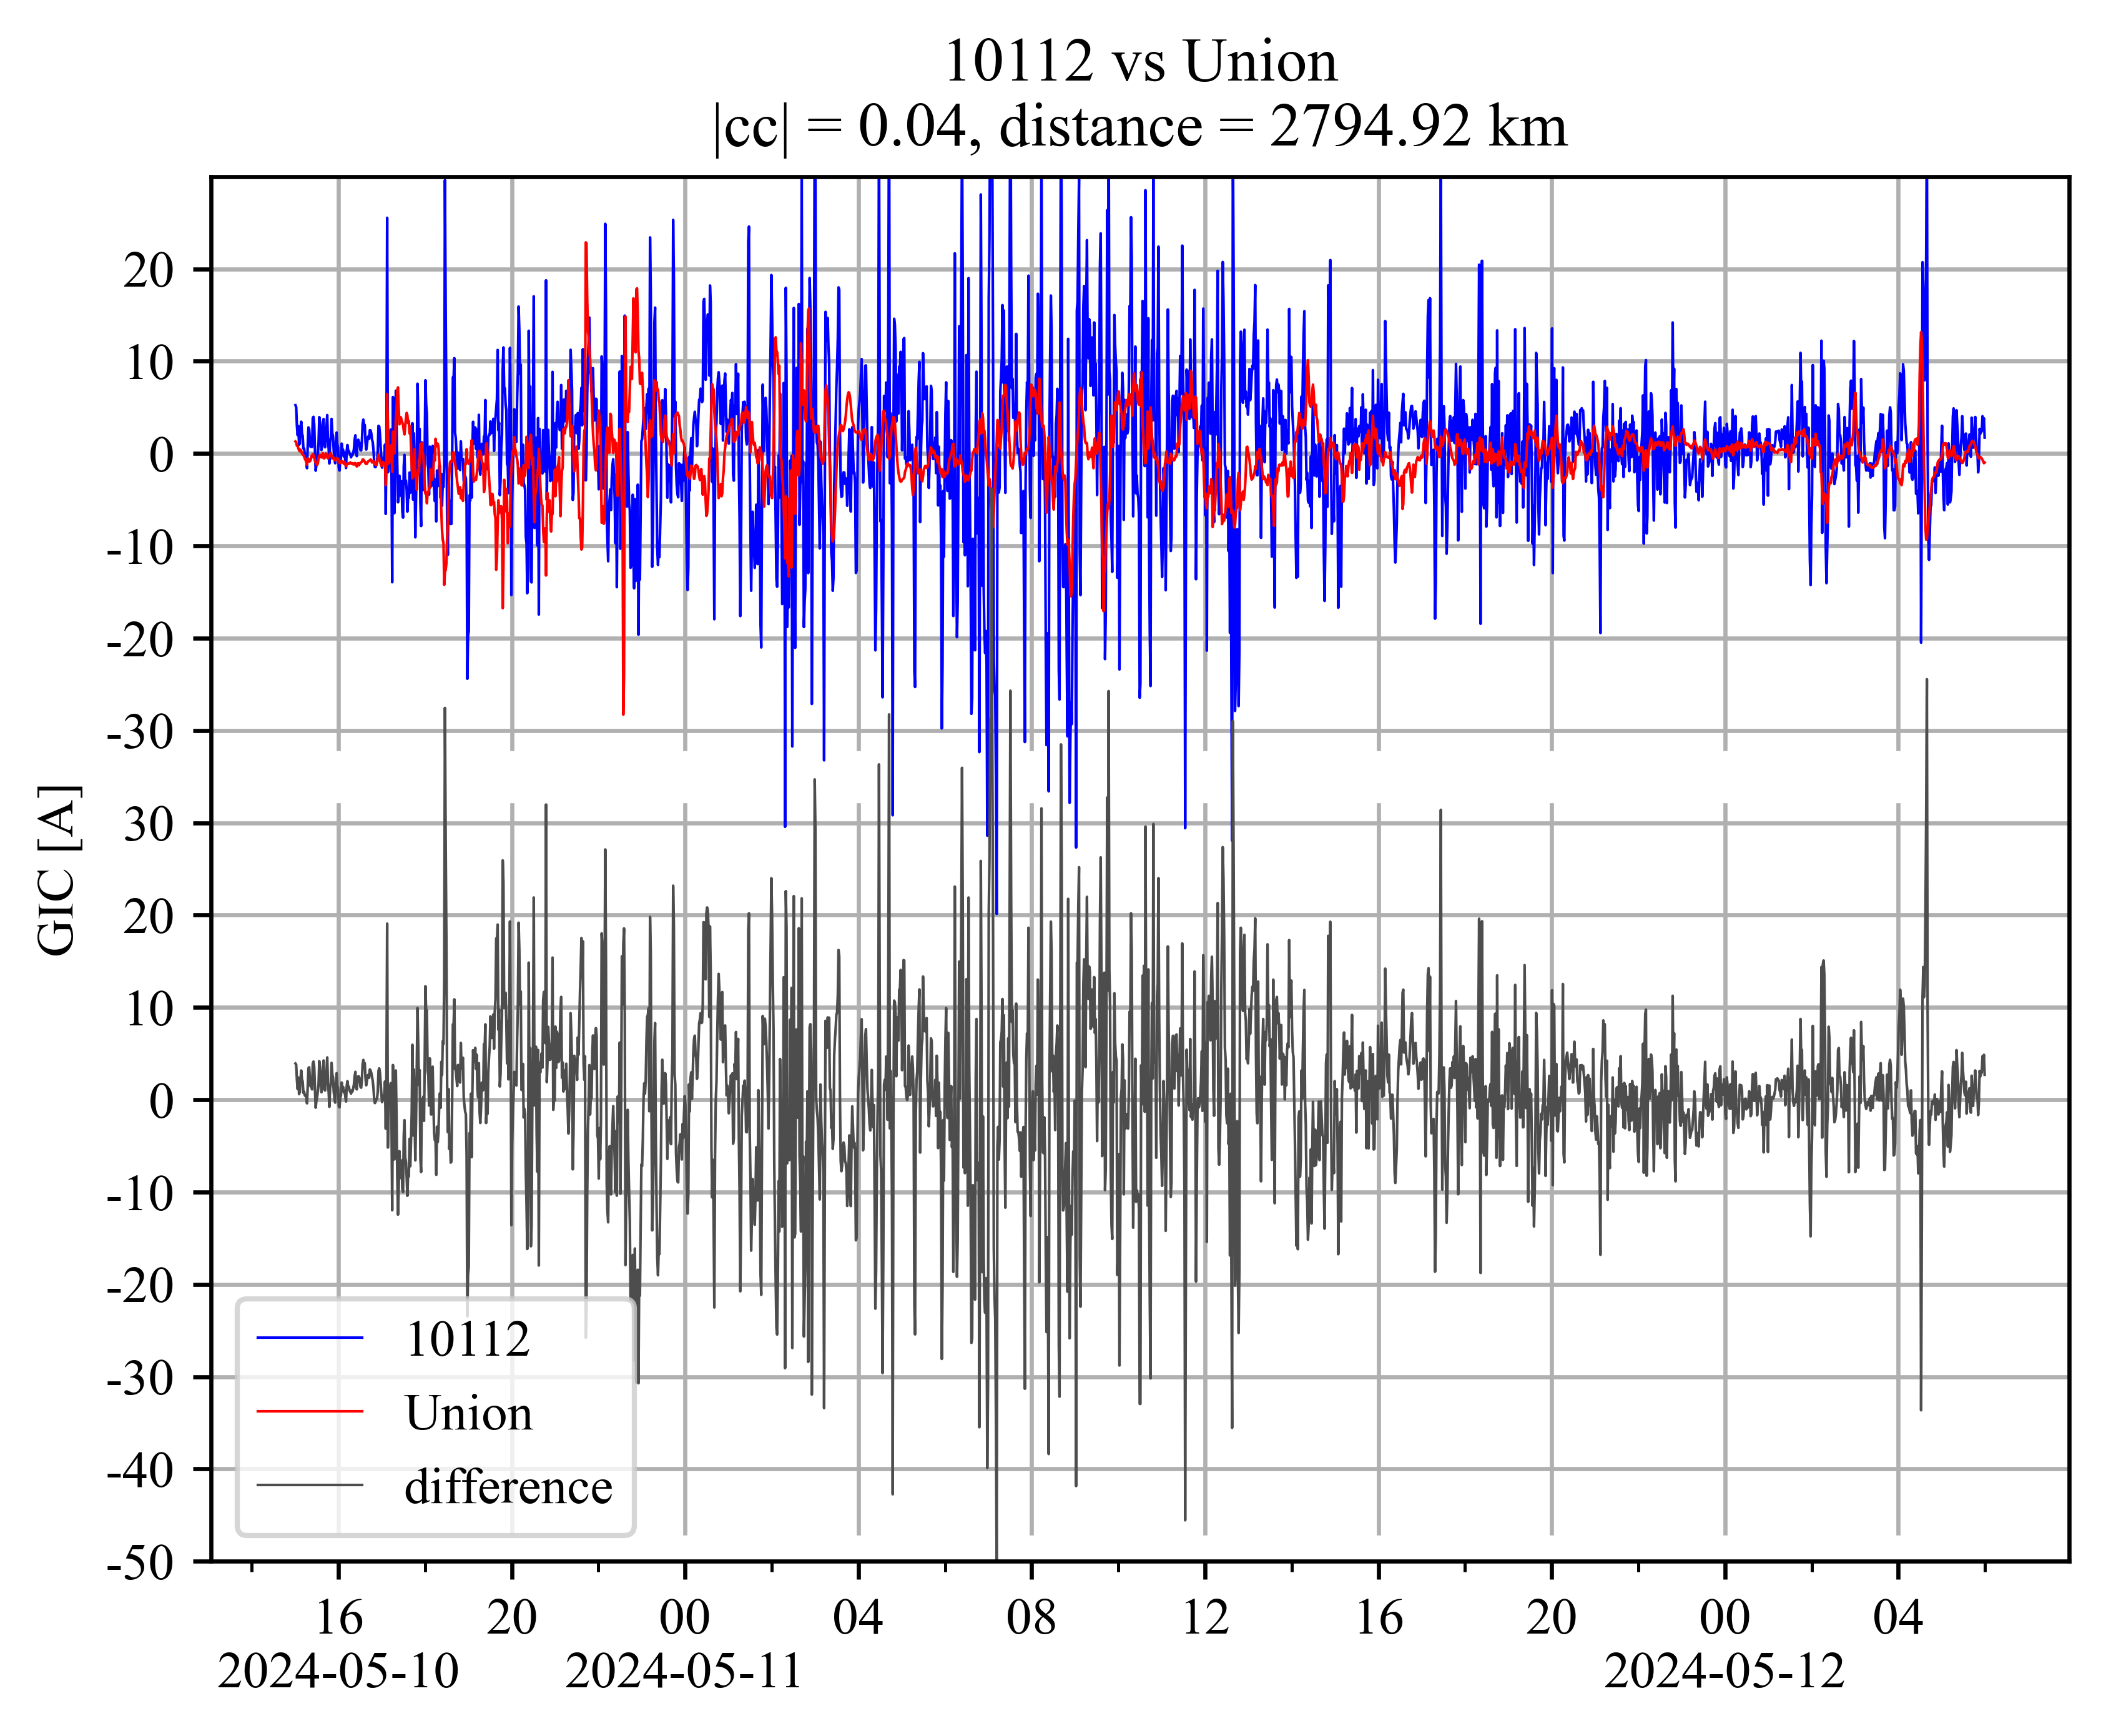 10112 vs Union
|cc| = 0.04, distance = 2794.92 km
GIC [A]
20
10
0
-10
-20
-30
30
20
10
0
-10
-20
-30
-40
-50
10112
Union
difference
16 20 00 04 08 12 16 20 00 04
2024-05-10 2024-05-11 2024-05-12